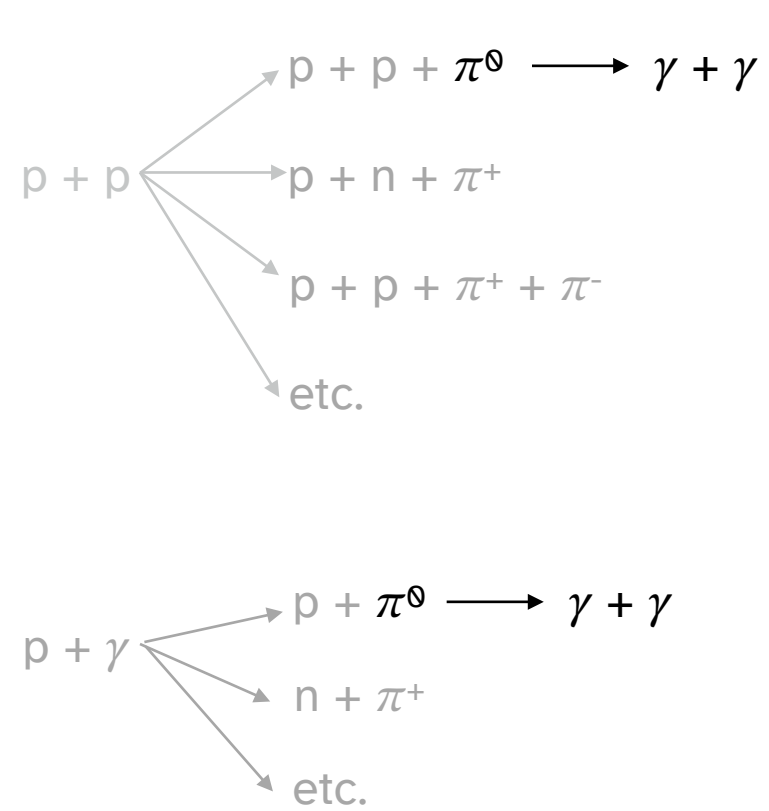 p + p + π⁰ ⟶ γ + γ
p + p
p + n + π⁺
p + p + π⁺ + π⁻
etc.
p + π⁰ ⟶ γ + γ
p + γ
n + π⁺
etc.